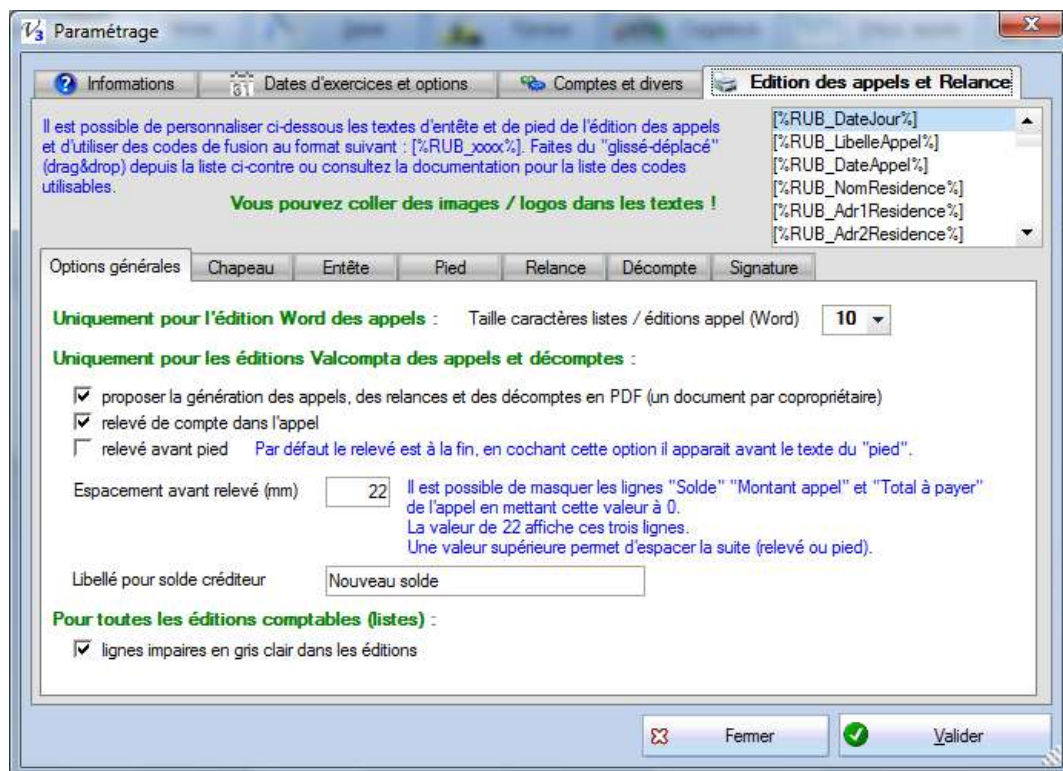 V3 Paramétrage
Informations
31 Dates d'exercices et options
Comptes et divers
Edition des appels et Relance
Il est possible de personnaliser ci-dessous les textes d'entête et de pied de l'édition des appels
et d'utiliser des codes de fusion au format suivant : [%RUB_xxxx%]. Faites du "glissé-déplacé"
(drag&drop) depuis la liste ci-contre ou consultez la documentation pour la liste des codes
utilisables.
Vous pouvez coller des images / logos dans les textes !
[%RUB_DateJour%]
[%RUB_LibelleAppel%]
[%RUB_DateAppel%]
[%RUB_NomResidence%]
[%RUB_Adr1Residence%]
[%RUB_Adr2Residence%]
Options générales
Chapeau
Entête
Pied
Relance
Décompte
Signature
Uniquement pour l'édition Word des appels : Taille caractères listes / éditions appel (Word) 10
Uniquement pour les éditions Valcompta des appels et décomptes :
proposer la génération des appels, des relances et des décomptes en PDF (un document par copropriétaire)
relevé de compte dans l'appel
relevé avant pied Par défaut le relevé est à la fin, en cochant cette option il apparait avant le texte du "pied".
Espacement avant relevé (mm) 22
Il est possible de masquer les lignes "Solde" "Montant appel" et "Total à payer"
de l'appel en mettant cette valeur à 0.
La valeur de 22 affiche ces trois lignes.
Une valeur supérieure permet d'espacer la suite (relevé ou pied).
Libellé pour solde créditeur Nouveau solde
Pour toutes les éditions comptables (listes) :
lignes impaires en gris clair dans les éditions
Fermer
Valider